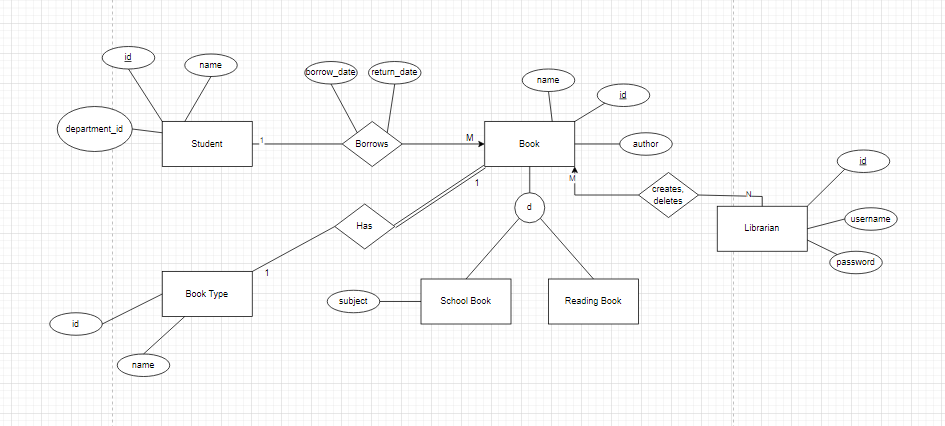 id
name
borrow_date
return_date
name
id
department_id
Student
1
Borrows
M
Book
author
id
M
creates,
deletes
N
username
Librarian
password
1
d
Has
1
Book Type
subject
School Book
Reading Book
id
name